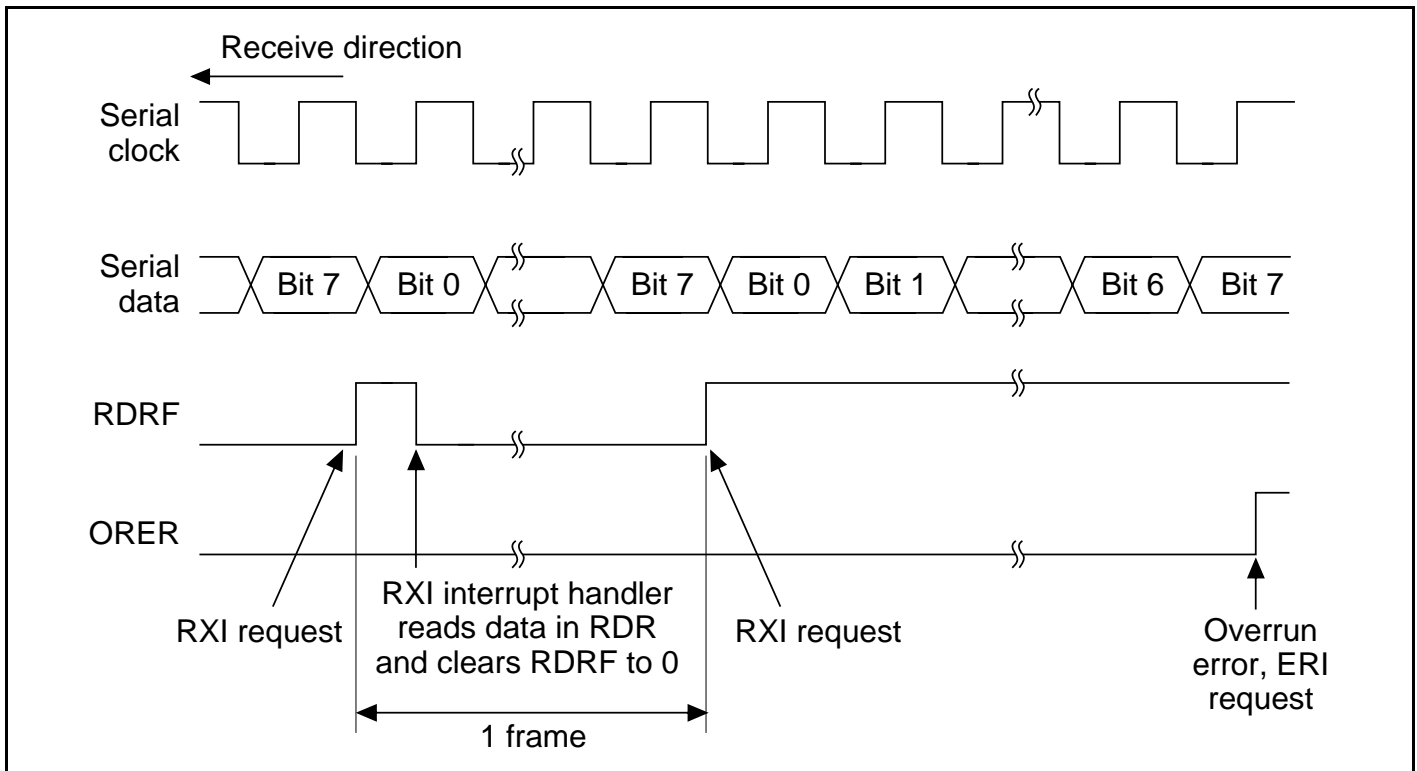 Receive direction
Serial
clock
Serial
data
Bit 7
Bit 0
Bit 7
Bit 0
Bit 1
Bit 6
Bit 7
RDRF
ORER
RXI request
RXI interrupt handler
reads data in RDR
and clears RDRF to 0
RXI request
Overrun
error, ERI
request
1 frame